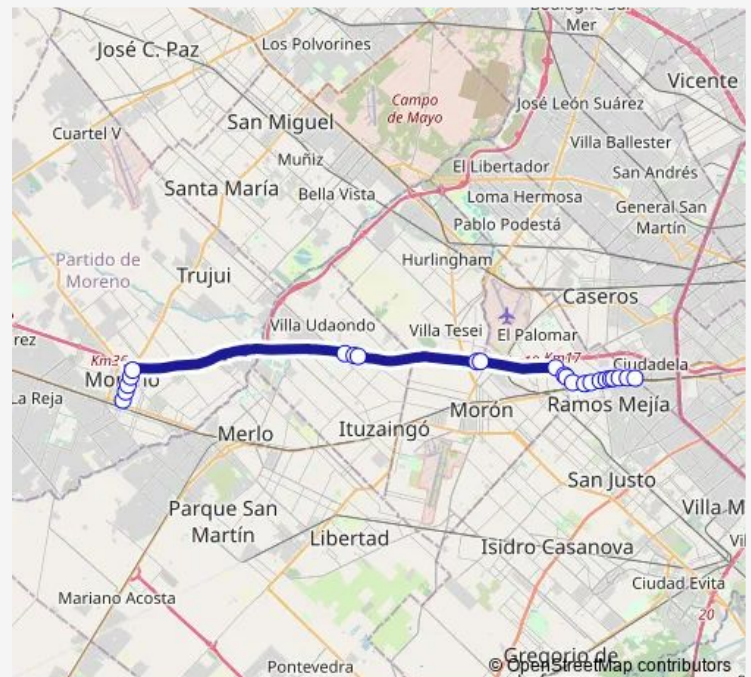 Mer
José C. Paz
Los Polvorines
Vicente
Campo
de Mayo
José León Suárez
Cuartel V
San Miguel
Villa Ballester
Muñiz
El Libertador
San Andrés
Santa María
Bella Vista
Loma Hermosa
General San
Martín
Pablo Podestá
Partido de
Moreno
Hurlingham
Trujui
Caseros
Villa Udaondo
Villa Tesei
El Palomar
Km17
Ciudadela
La Reja
Morón
Ramos Mejía
Merlo
Ituzaingó
San Justo
Parque San
Martín
Villa M
Libertad
Isidro Casanova
Ciudad Evita
Mariano Acosta
20
Gregorio de
Pontevedra
© OpenStreetMap contributors